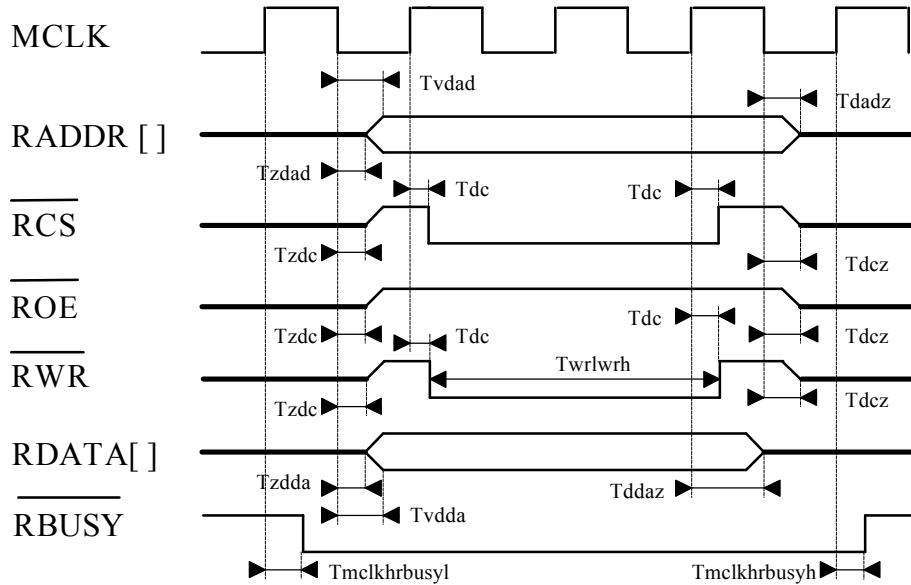 MCLK
Tvdad
Tdadz
RADDR [ ]
Tzdad
Tdc
Tdc
RCS
Tzdc
Tdcz
ROE
Tzdc
Tdc
Tdc
Tdcz
RWR
Twrlwrh
Tzdc
Tdcz
RDATA[ ]
Tzdda
Tddaz
Tvdda
RBUSY
Tmclkhrbusyl
Tmclkhrbusyh